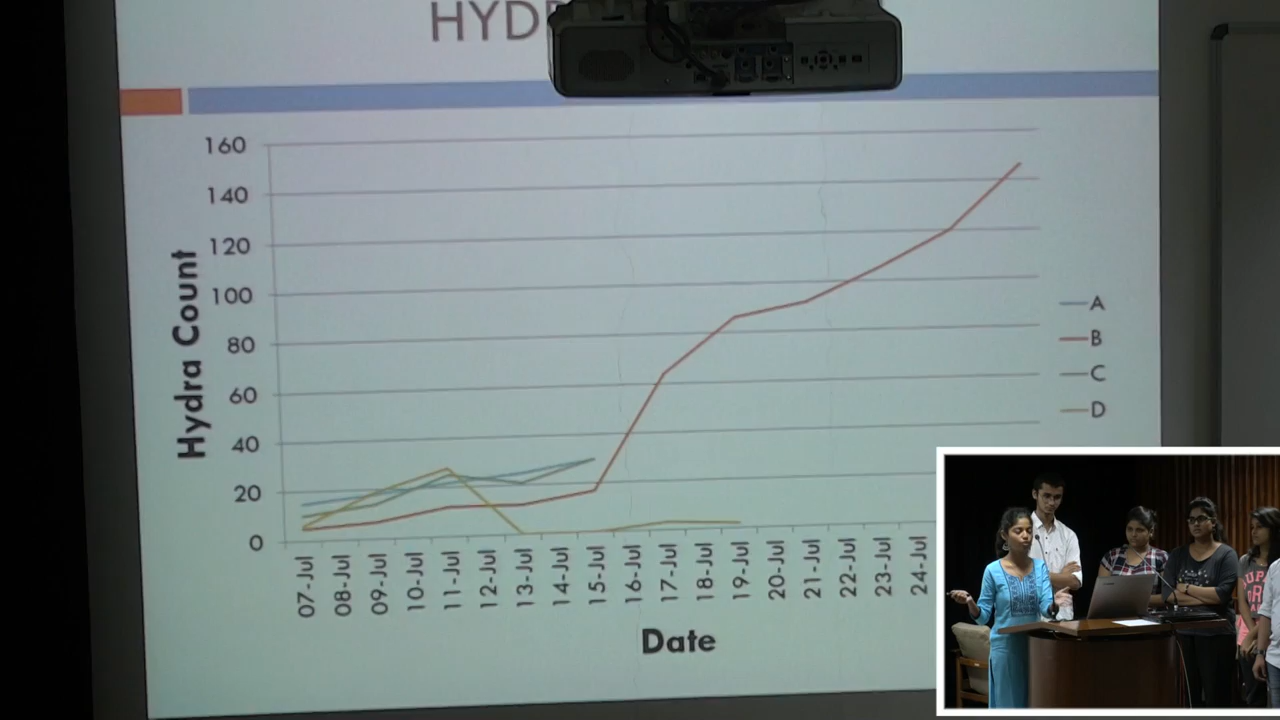 HYD
160
140
120
100
80
60
40
20
0
Hydra Count
07-Jul
08-Jul
09-Jul
10-Jul
11-Jul
12-Jul
13-Jul
14-Jul
15-Jul
16-Jul
17-Jul
18-Jul
19-Jul
20-Jul
21-Jul
22-Jul
23-Jul
24-Jul
Date
A
B
C
D